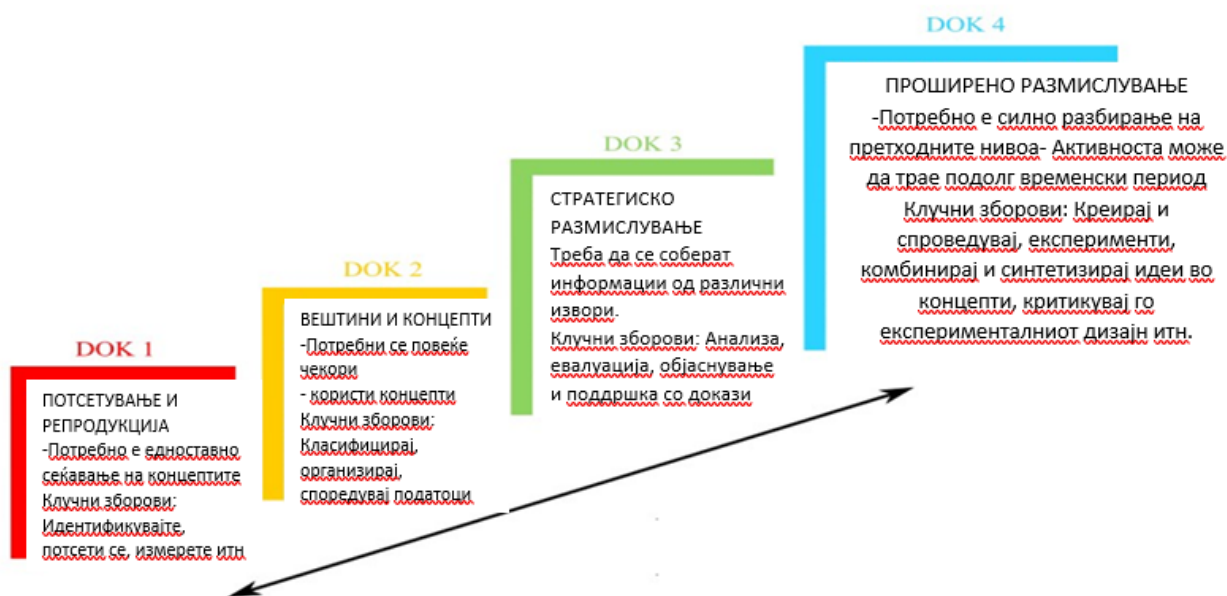 DOK 1
ПОТСЕТУВАЊЕ И
РЕПРОДУКЦИЈА
-Потребно е едноставно
сеќавање на концептите
Клучни зборови:
Идентификувајте,
потсети се, измерете итн
DOK 2
ВЕШТИНИ И КОНЦЕПТИ
-Потребни се повеќе
чекори
- користи концепти
Клучни зборови:
Класифицирај,
организирај,
споредувај податоци
DOK 3
СТРАТЕГИСКО
РАЗМИСЛУВАЊЕ
Треба да се соберат
информации од различни
извори.
Клучни зборови: Анализа,
евалуација, објаснување
и поддршка со докази
DOK 4
ПРОШИРЕНО РАЗМИСЛУВАЊЕ
-Потребно е силно разбирање на
претходните нивоа- Активноста може
да трае подолг временски период
Клучни зборови: Креирај и
спроведувај, експерименти,
комбинирај и синтетизирај идеи во
концепти, критикувај го
експерименталниот дизајн итн.